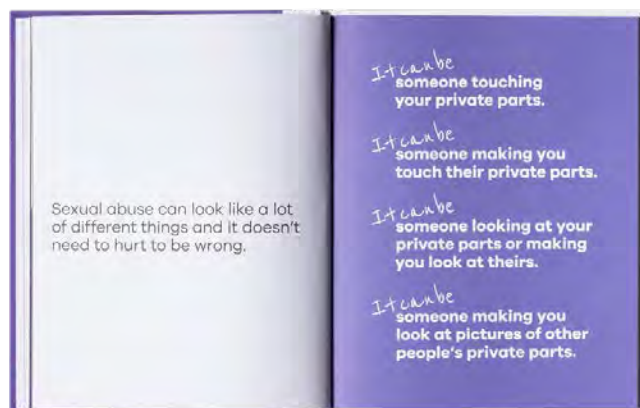 Sexual abuse can look like a lot
of different things and it doesn't
need to hurt to be wrong.
It can be
someone touching
your private parts.
It can be
someone making you
touch their private parts.
It can be
someone looking at your
private parts or making
you look at theirs.
It can be
someone making you
look at pictures of other
people's private parts.